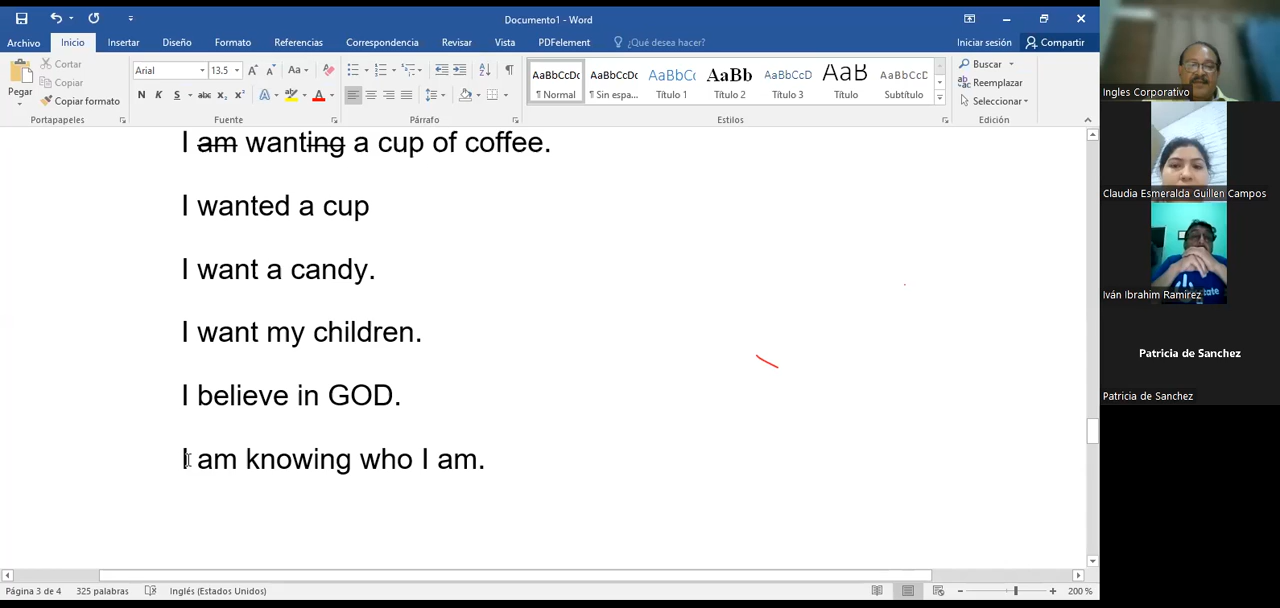 Documento1 - Word
Archivo Inicio Insertar Diseño Formato Referencias Correspondencia Revisar Vista PDFelement ¿Qué desea hacer? Iniciar sesión Compartir
Pegar
Cortar
Copiar
Copiar formato
Portapapeles
Arial 13.5
N K S abc x₂ x²
Fuente
Párrafo
AaBbCcDc AaBbCcDc AaBbCc AaBb AaBbCcD AaB AaBbCcD
¶ Normal ¶ Sin espa... Título 1 Título 2 Título 3 Título Subtítulo
Estilos
Buscar
Reemplazar
Seleccionar
Edición
I am wanting a cup of coffee.
I wanted a cup
I want a candy.
I want my children.
I believe in GOD.
I am knowing who I am.
Página 3 de 4 325 palabras Inglés (Estados Unidos) 200 %
Ingles Corporativo
Claudia Esmeralda Guillen Campos
Iván Ibrahim Ramirez
Patricia de Sanchez
Patricia de Sanchez